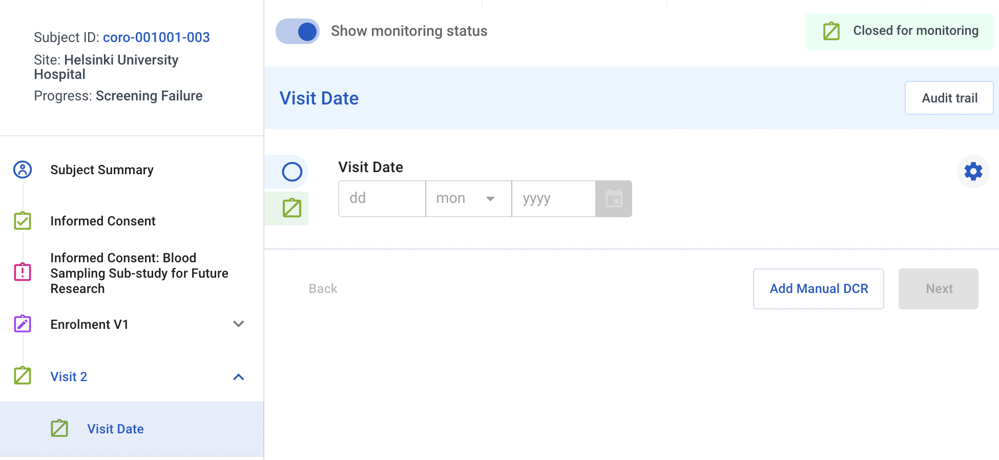 Subject ID: coro-001001-003
Site: Helsinki University
Hospital
Progress: Screening Failure
Subject Summary
Informed Consent
Informed Consent: Blood
Sampling Sub-study for Future
Research
Enrolment V1
Visit 2
Visit Date
Show monitoring status
Closed for monitoring
Visit Date
Audit trail
Visit Date
dd
mon
yyyy
Back
Add Manual DCR
Next